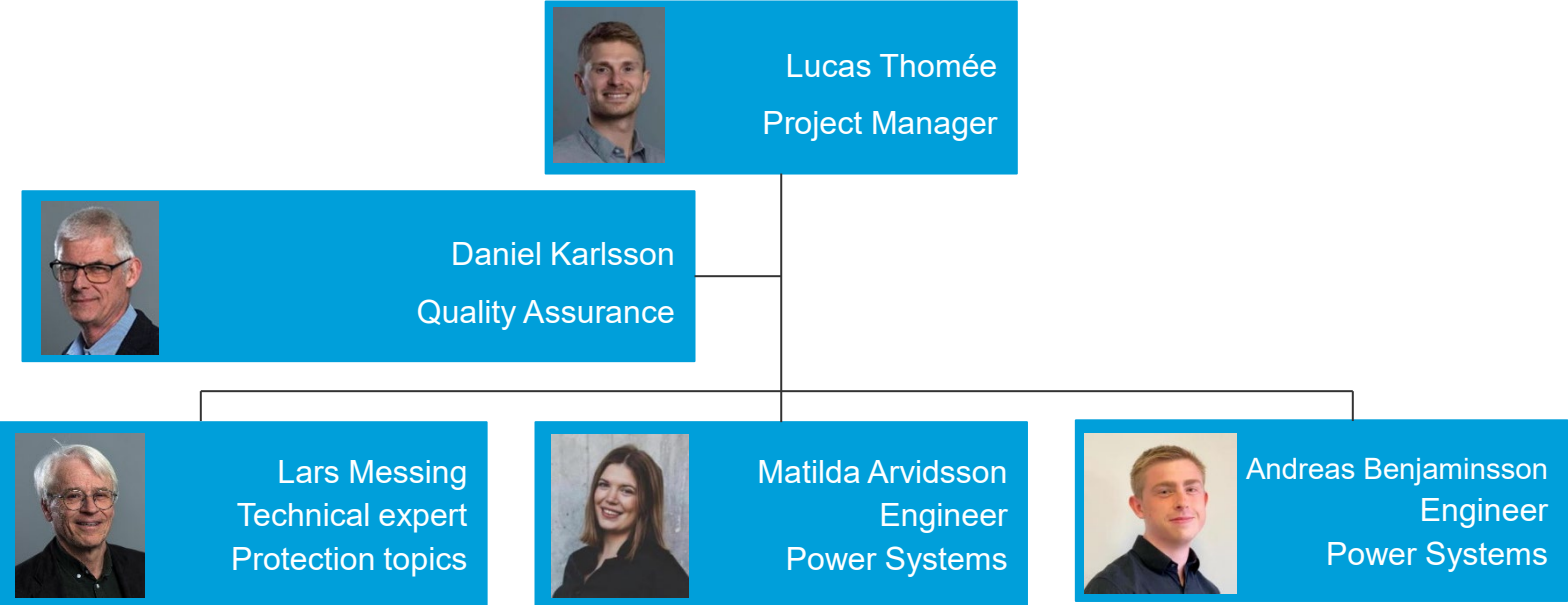 Lucas Thomée
Project Manager
Daniel Karlsson
Quality Assurance
Lars Messing
Technical expert
Protection topics
Matilda Arvidsson
Engineer
Power Systems
Andreas Benjaminsson
Engineer
Power Systems